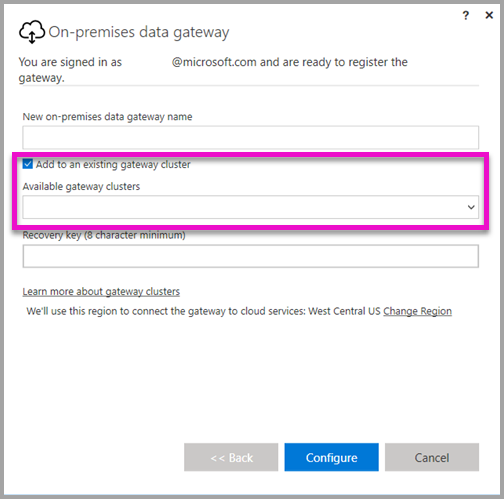 ? ×
On-premises data gateway
You are signed in as @microsoft.com and are ready to register the
gateway.
New on-premises data gateway name
Add to an existing gateway cluster
Available gateway clusters
Recovery key (8 character minimum)
Learn more about gateway clusters
We'll use this region to connect the gateway to cloud services: West Central US Change Region
<< Back Configure Cancel